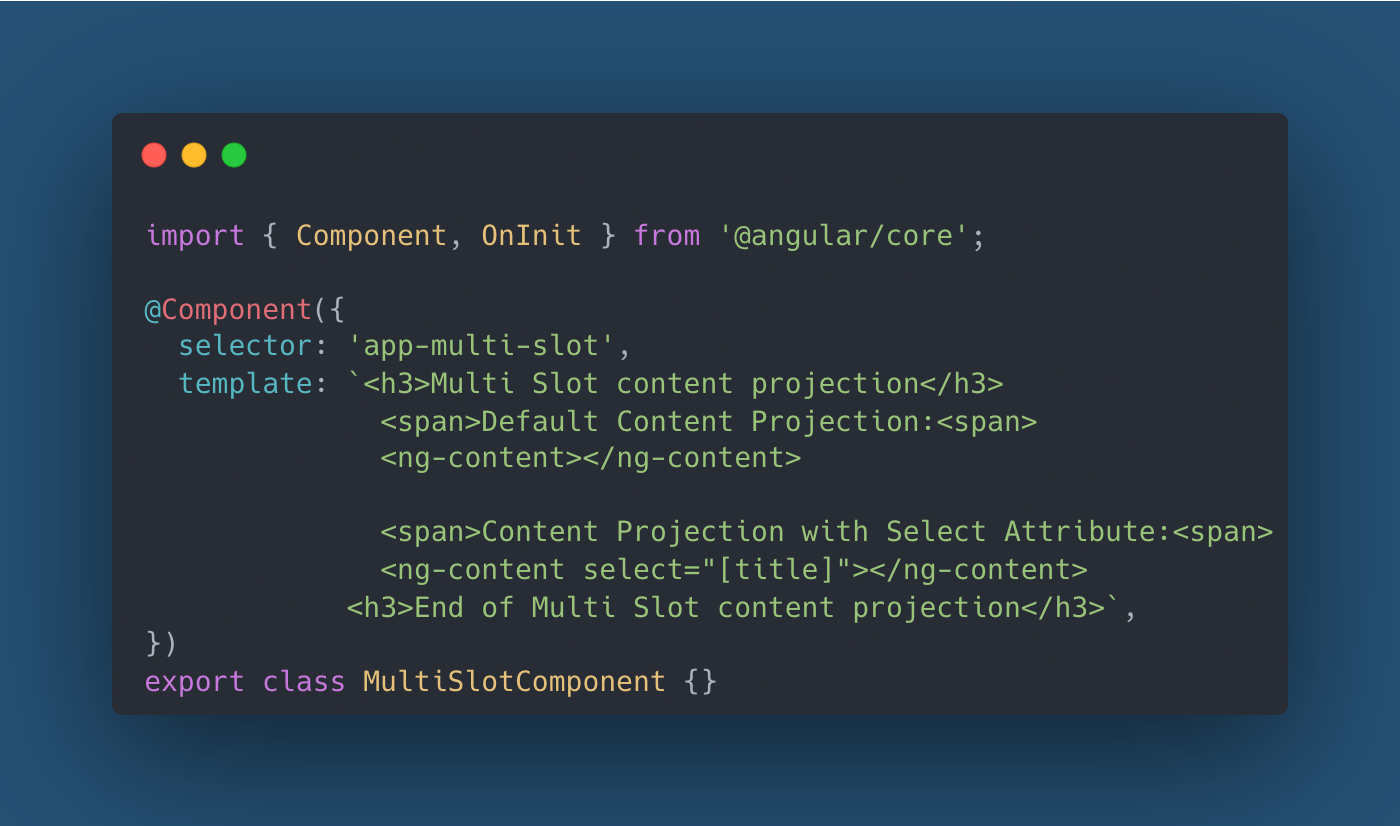 import { Component, OnInit } from '@angular/core';

@Component({
  selector: 'app-multi-slot',
  template: `<h3>Multi Slot content projection</h3>
              <span>Default Content Projection:<span>
              <ng-content></ng-content>

              <span>Content Projection with Select Attribute:<span>
              <ng-content select="[title]"></ng-content>
            <h3>End of Multi Slot content projection</h3>`,
})
export class MultiSlotComponent {}